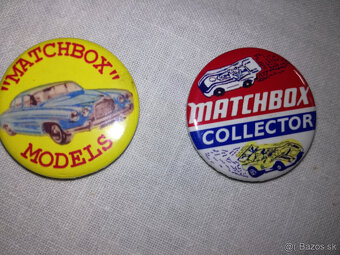 "MATCHBOX"
MODELS
MATCHBOX
COLLECTOR
bazos.sk